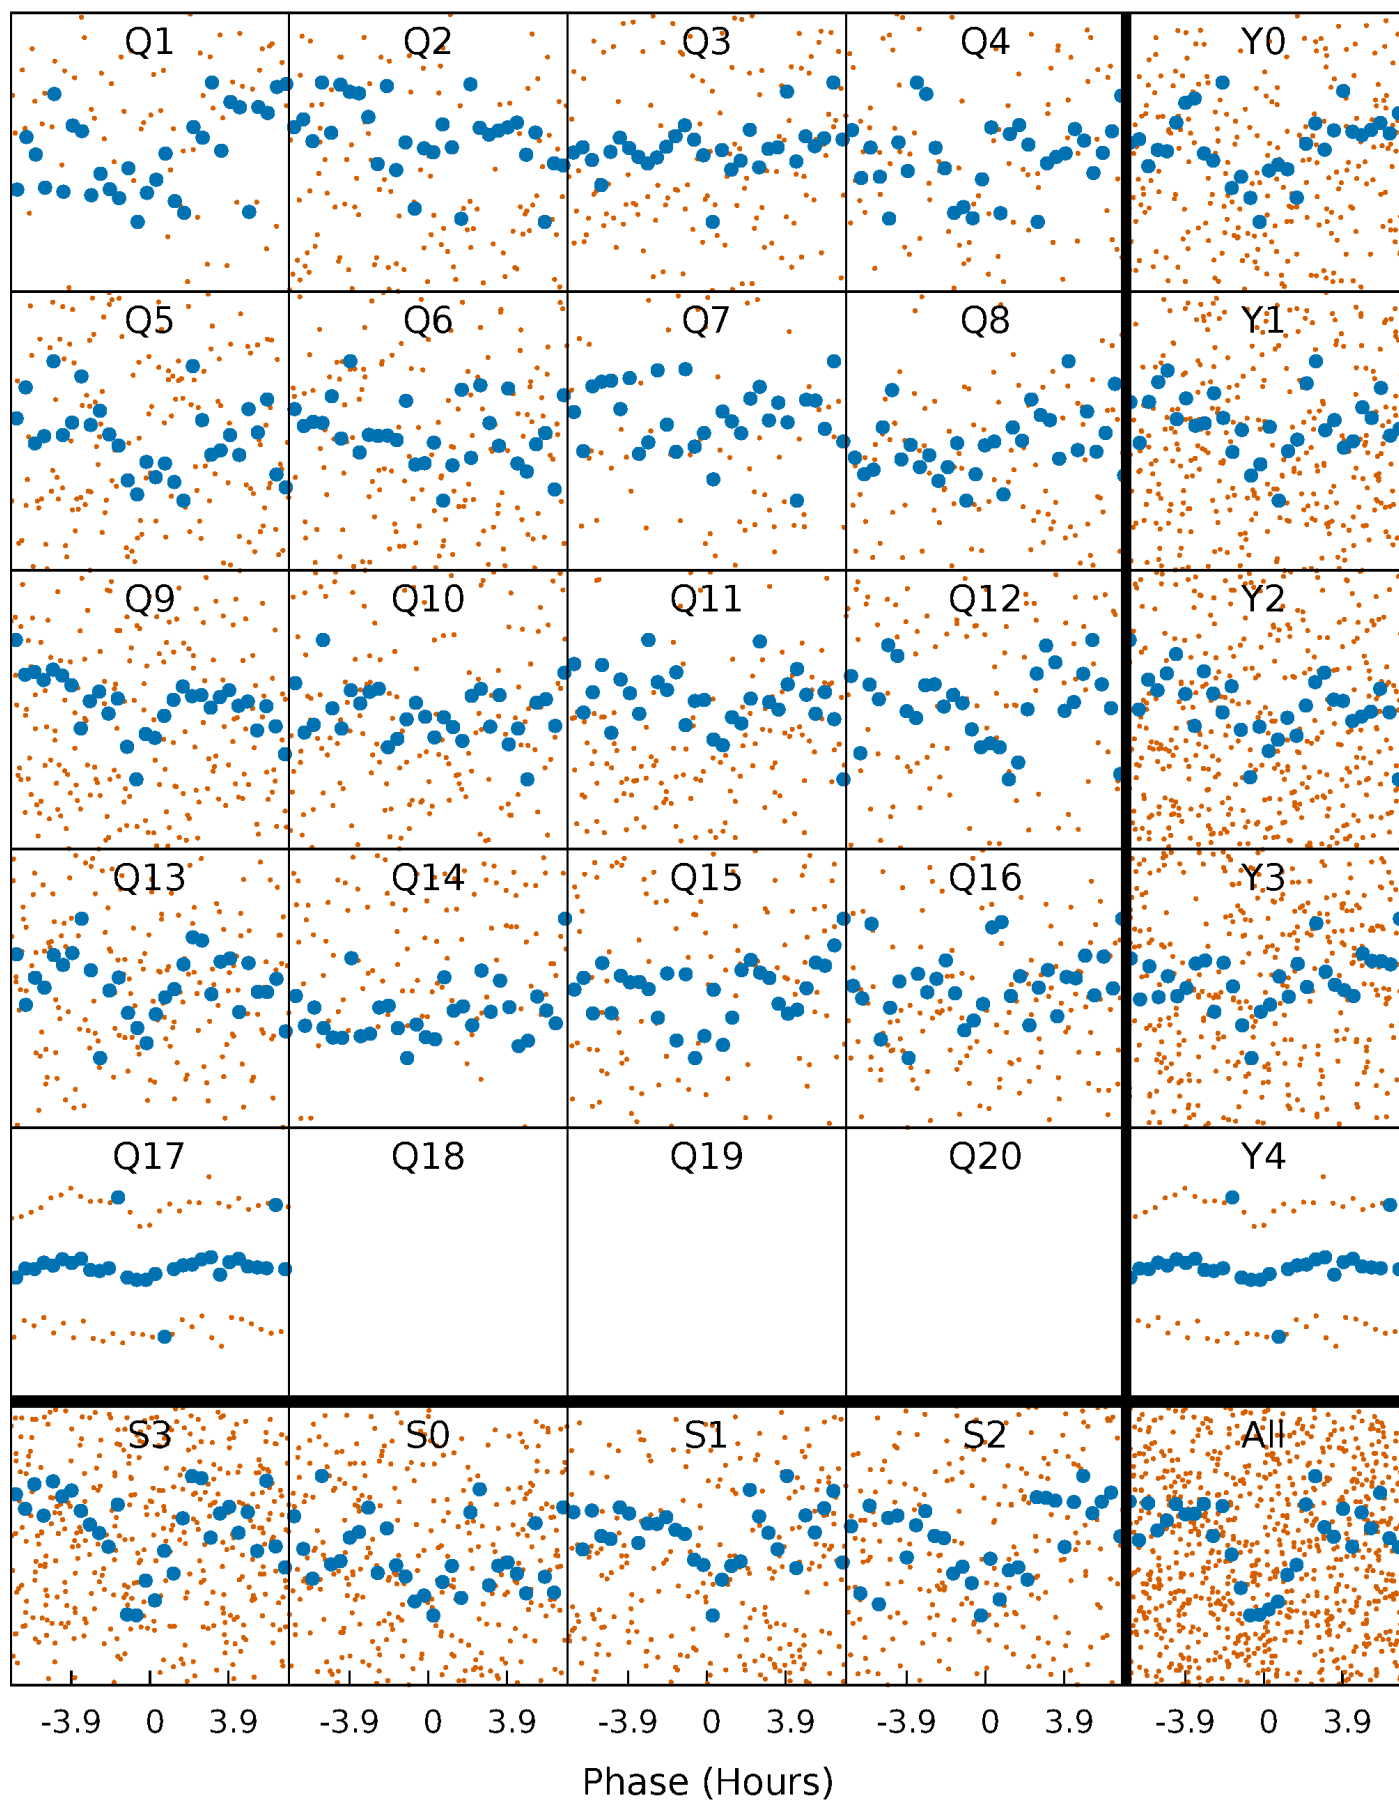 Q1 Q2 Q3 Q4 Y0
Q5 Q6 Q7 Q8 Y1
Q9 Q10 Q11 Q12 Y2
Q13 Q14 Q15 Q16 Y3
Q17 Q18 Q19 Q20 Y4
S3 S0 S1 S2 All
-3.9 0 3.9 -3.9 0 3.9 -3.9 0 3.9 -3.9 0 3.9 -3.9 0 3.9
Phase (Hours)